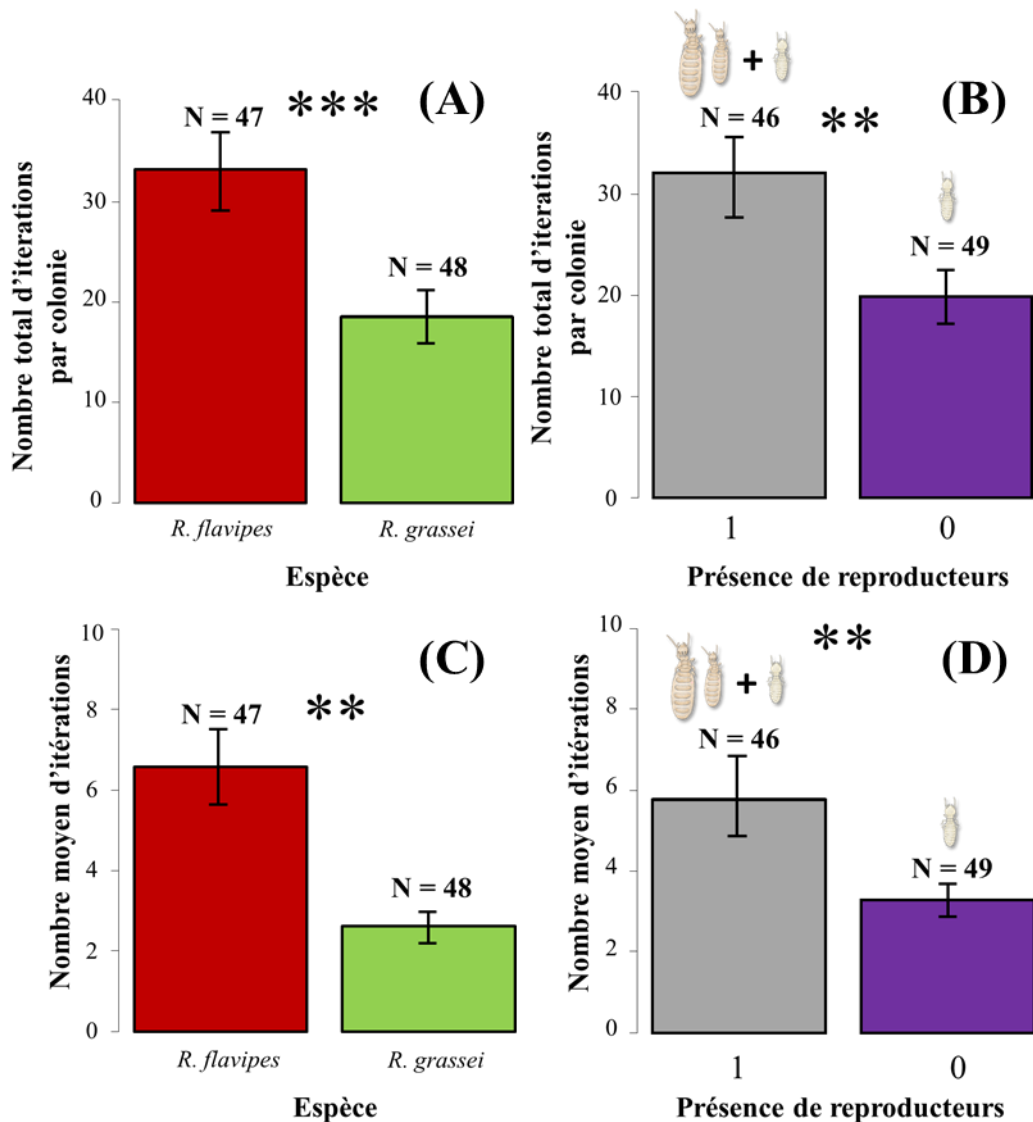 (A)
***
N = 47
N = 48
40
30
20
10
0
Nombre total d’iterations
par colonie
R. flavipes
R. grassei
Espèce
(B)
+
**
N = 46
N = 49
40
30
20
10
0
Nombre total d’iterations
par colonie
1
0
Présence de reproducteurs
(C)
**
N = 47
N = 48
10
8
6
4
2
0
Nombre moyen d’itérations
R. flavipes
R. grassei
Espèce
(D)
**
+
N = 46
N = 49
10
8
6
4
2
0
Nombre moyen d’itérations
1
0
Présence de reproducteurs